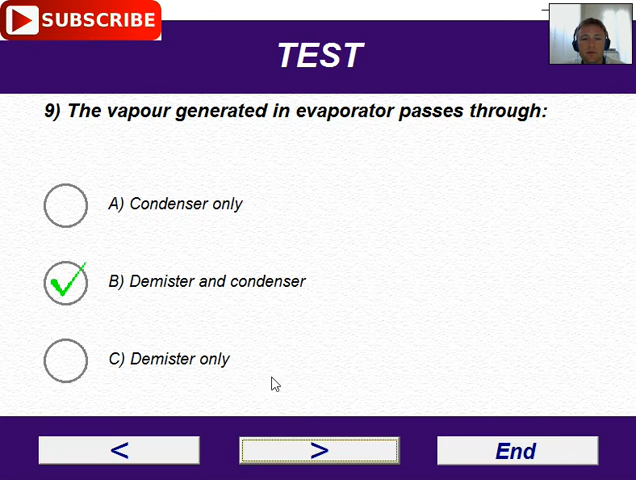 SUBSCRIBE
TEST
9) The vapour generated in evaporator passes through:
A) Condenser only
B) Demister and condenser
C) Demister only
<
>
End